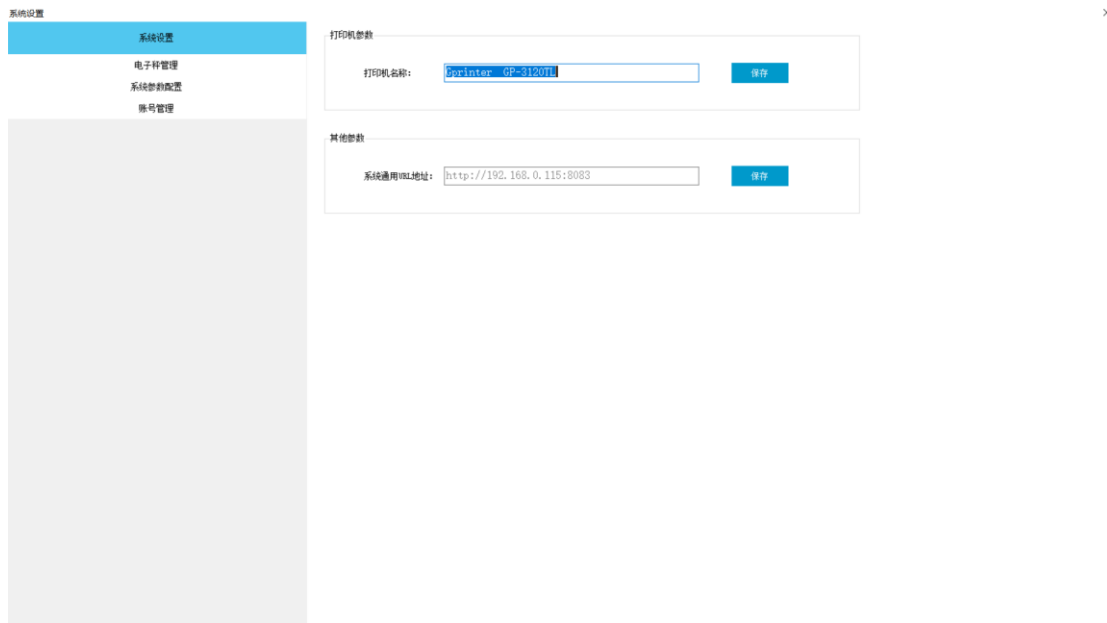 系统设置
系统设置
电子秤管理
系统参数配置
账号管理
打印机参数
打印机名称: Gprinter  GP-3120TL 保存
其他参数
系统通用URL地址: http://192.168.0.115:8083 保存